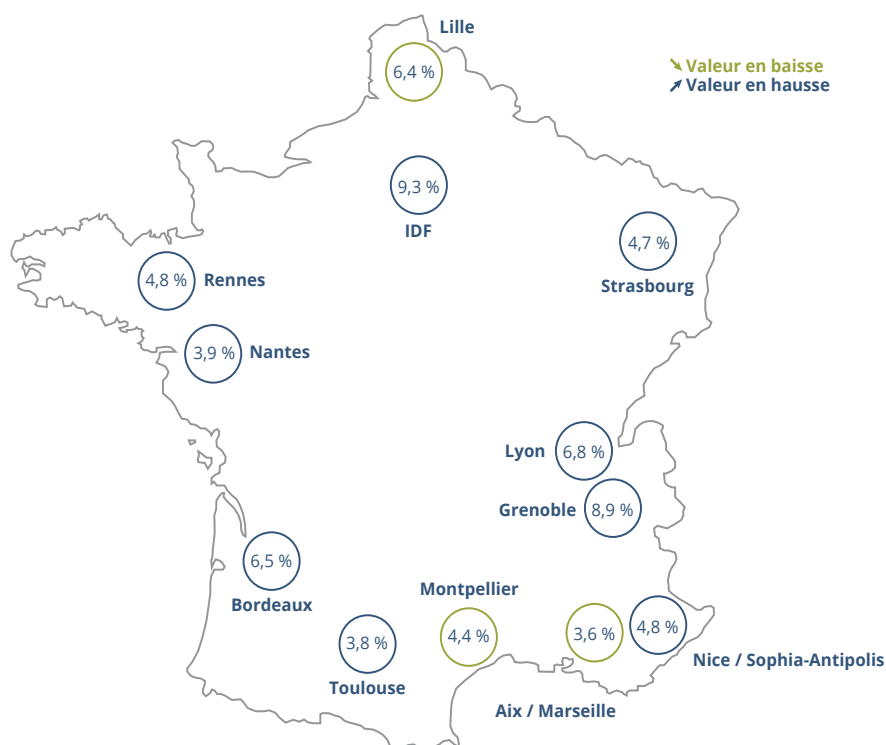 Lille
6,4 %
↘ Valeur en baisse
↗ Valeur en hausse
9,3 %
IDF
4,7 %
Strasbourg
4,8 %
Rennes
3,9 %
Nantes
Lyon
6,8 %
Grenoble
8,9 %
6,5 %
Bordeaux
Montpellier
4,4 %
3,8 %
Toulouse
3,6 %
4,8 %
Nice / Sophia-Antipolis
Aix / Marseille